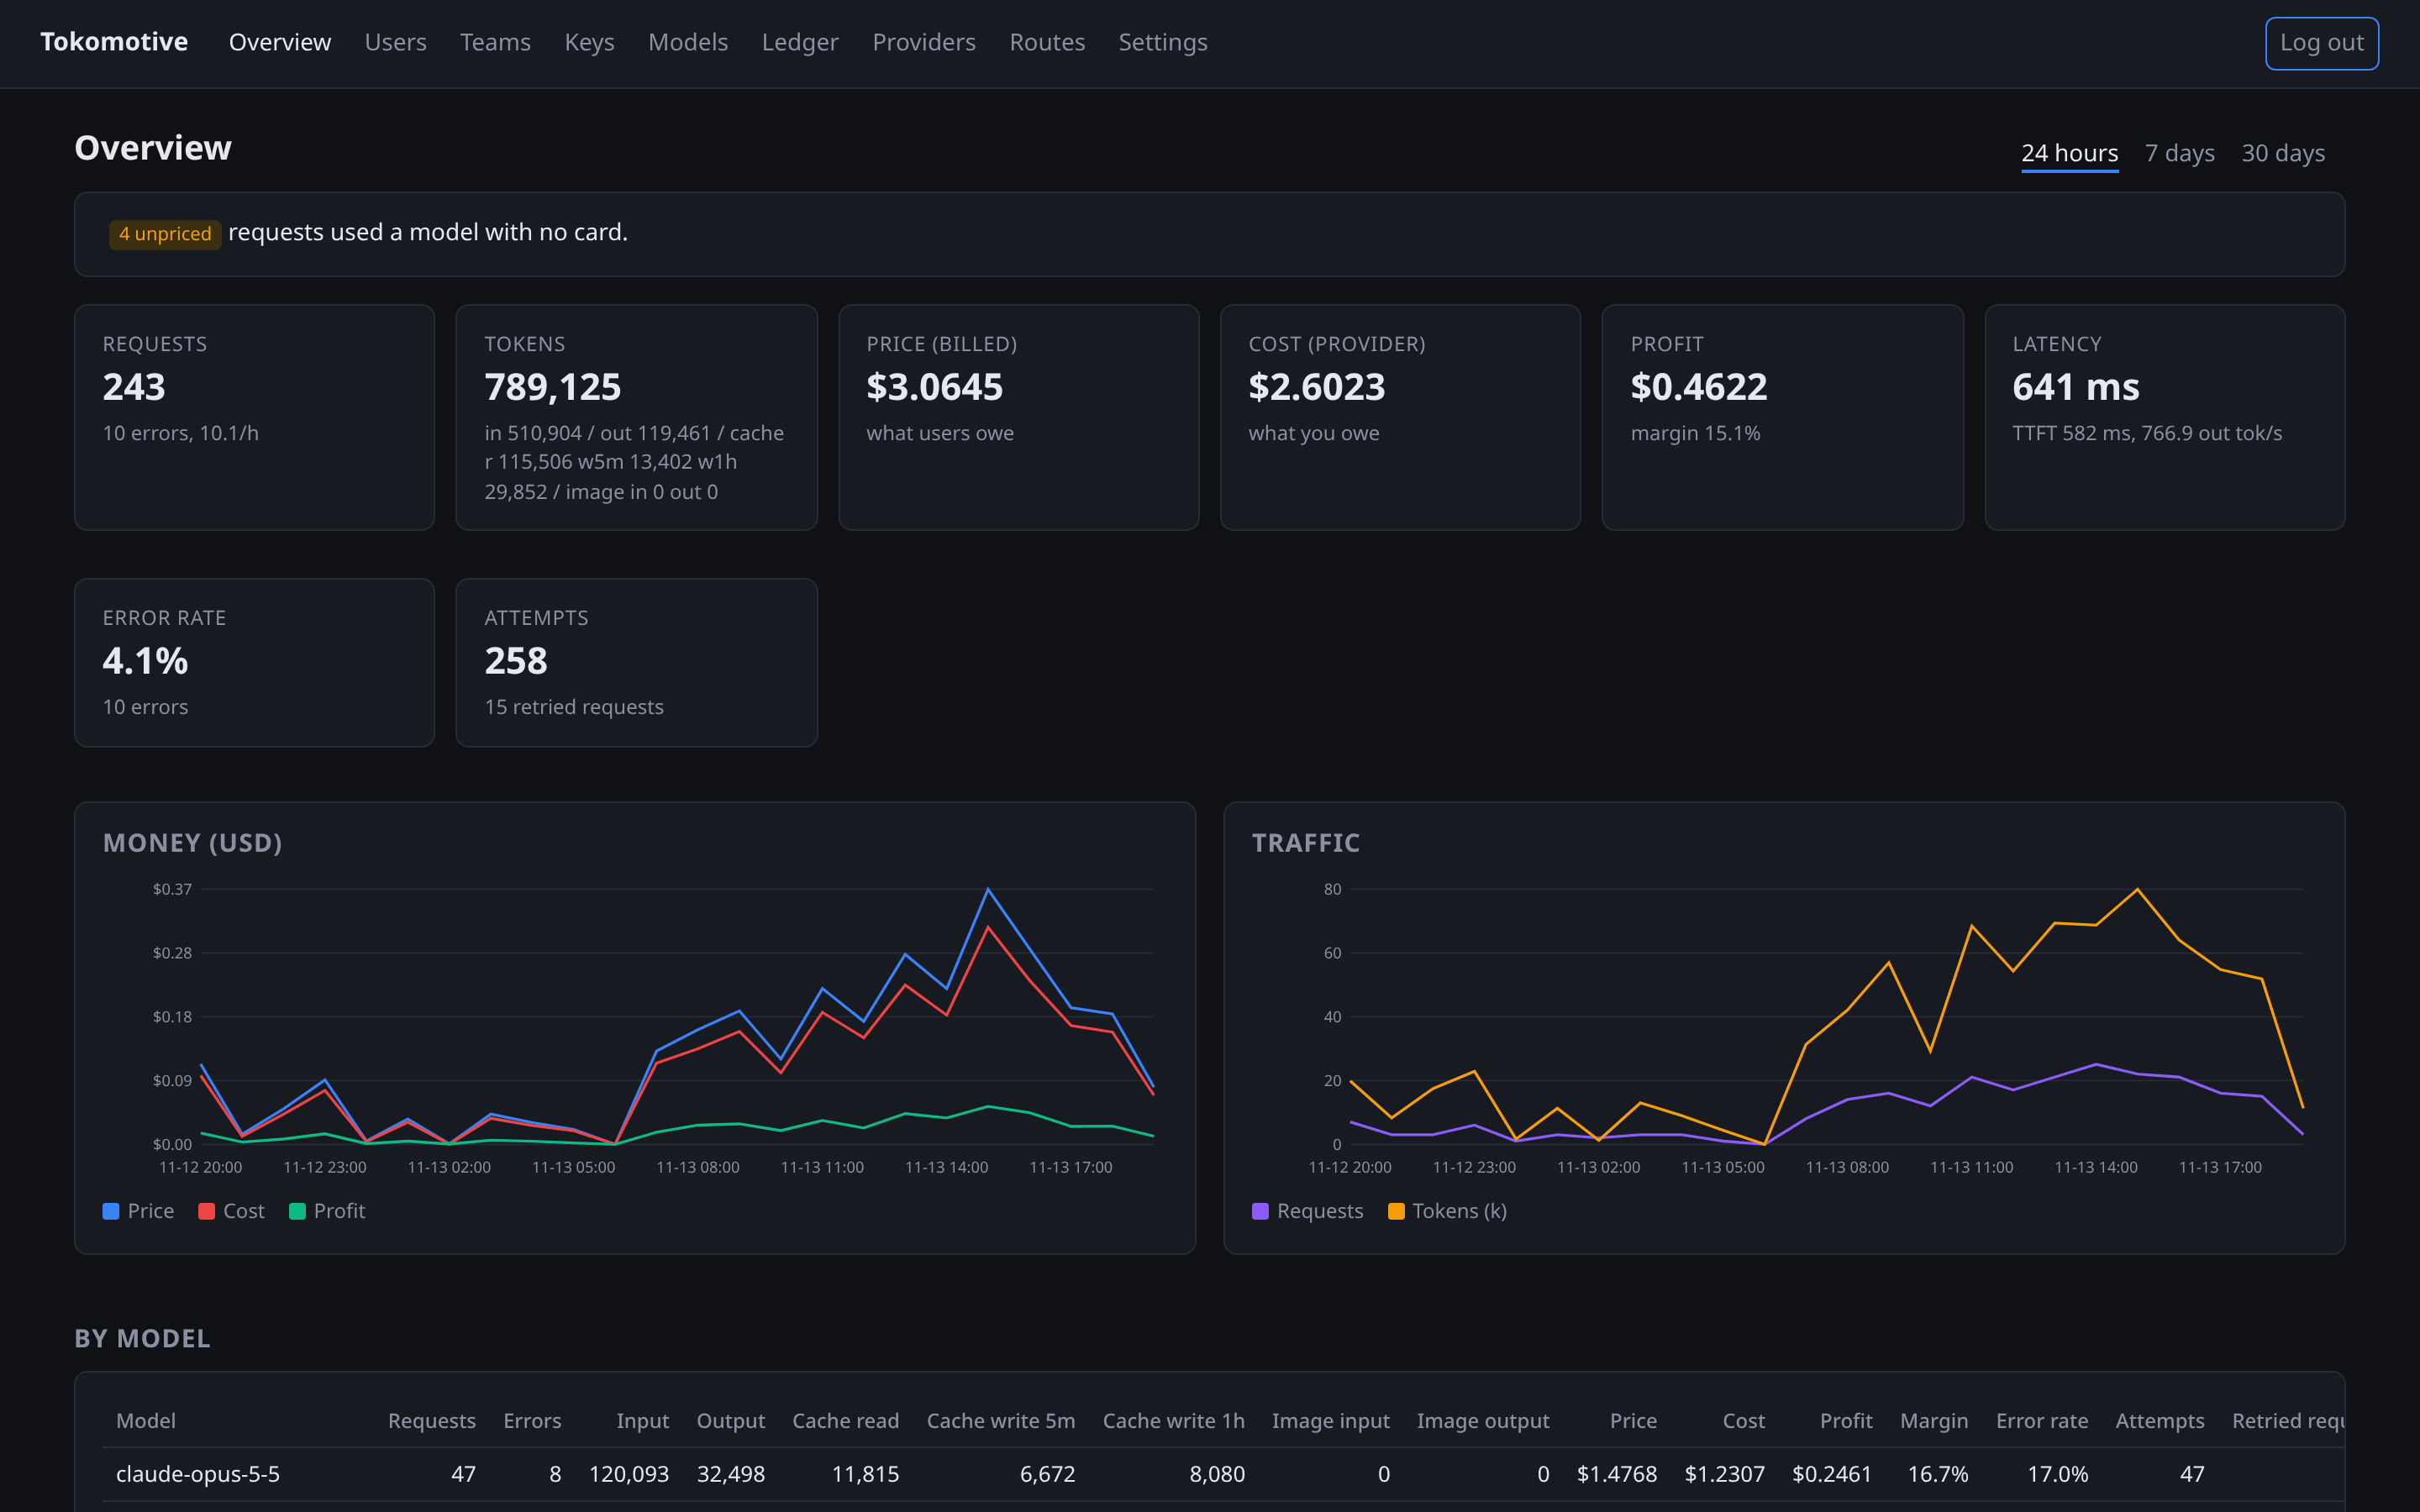 Tokomotive Overview Users Teams Keys Models Ledger Providers Routes Settings Log out
Overview
24 hours 7 days 30 days
4 unpriced requests used a model with no card.
REQUESTS
243
10 errors, 10.1/h
TOKENS
789,125
in 510,904 / out 119,461 / cache
r 115,506 w5m 13,402 w1h
29,852 / image in 0 out 0
PRICE (BILLED)
$3.0645
what users owe
COST (PROVIDER)
$2.6023
what you owe
PROFIT
$0.4622
margin 15.1%
LATENCY
641 ms
TTFT 582 ms, 766.9 out tok/s
ERROR RATE
4.1%
10 errors
ATTEMPTS
258
15 retried requests
MONEY (USD)
$0.37
$0.28
$0.18
$0.09
$0.00
11-12 20:00 11-12 23:00 11-13 02:00 11-13 05:00 11-13 08:00 11-13 11:00 11-13 14:00 11-13 17:00
Price Cost Profit
TRAFFIC
80
60
40
20
0
11-12 20:00 11-12 23:00 11-13 02:00 11-13 05:00 11-13 08:00 11-13 11:00 11-13 14:00 11-13 17:00
Requests Tokens (k)
BY MODEL
Model Requests Errors Input Output Cache read Cache write 5m Cache write 1h Image input Image output Price Cost Profit Margin Error rate Attempts Retried
claude-opus-5-5 47 8 120,093 32,498 11,815 6,672 8,080 0 0 $1.4768 $1.2307 $0.2461 16.7% 17.0% 47